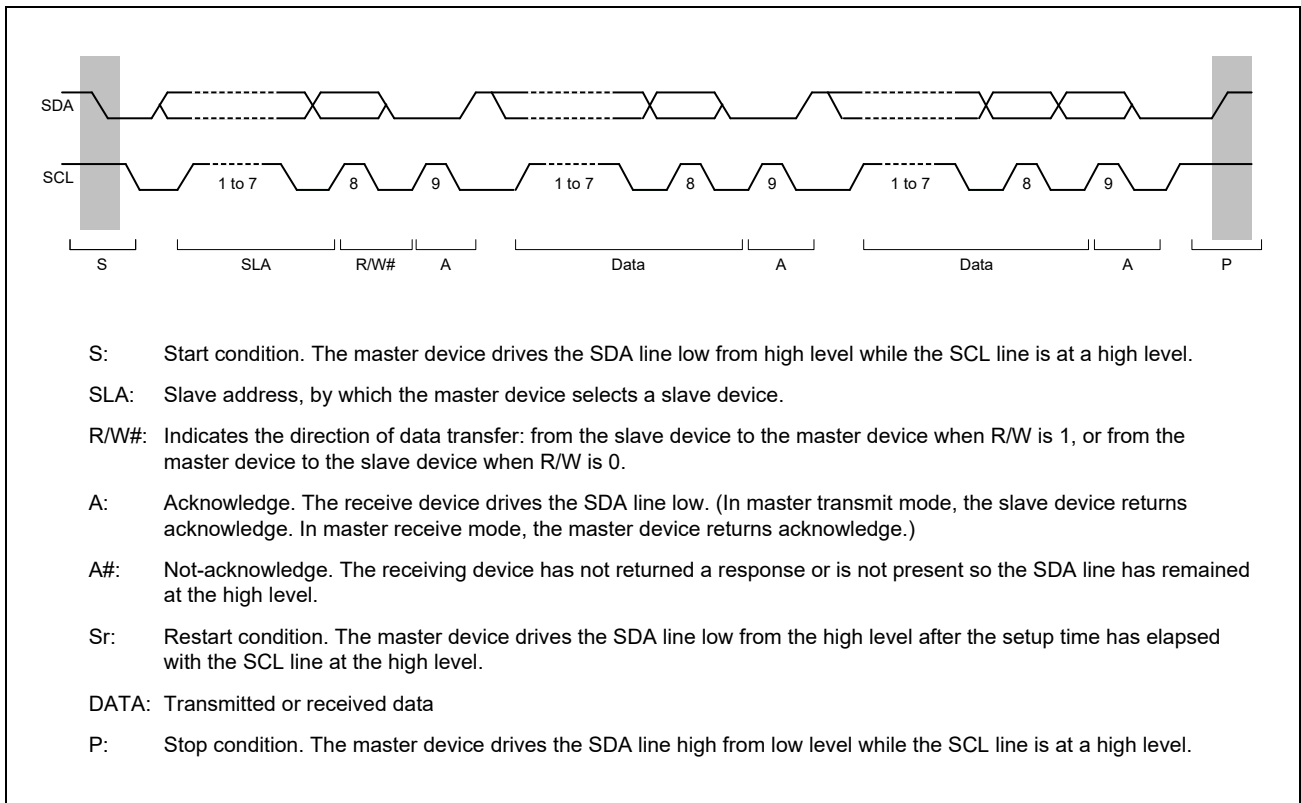 SDA
SCL
1 to 7 8 9 1 to 7 8 9 1 to 7 8 9
S SLA R/W# A Data A Data A P
S: Start condition. The master device drives the SDA line low from high level while the SCL line is at a high level.
SLA: Slave address, by which the master device selects a slave device.
R/W#: Indicates the direction of data transfer: from the slave device to the master device when R/W is 1, or from the
master device to the slave device when R/W is 0.
A: Acknowledge. The receive device drives the SDA line low. (In master transmit mode, the slave device returns
acknowledge. In master receive mode, the master device returns acknowledge.)
A#: Not-acknowledge. The receiving device has not returned a response or is not present so the SDA line has remained
at the high level.
Sr: Restart condition. The master device drives the SDA line low from the high level after the setup time has elapsed
with the SCL line at the high level.
DATA: Transmitted or received data
P: Stop condition. The master device drives the SDA line high from low level while the SCL line is at a high level.